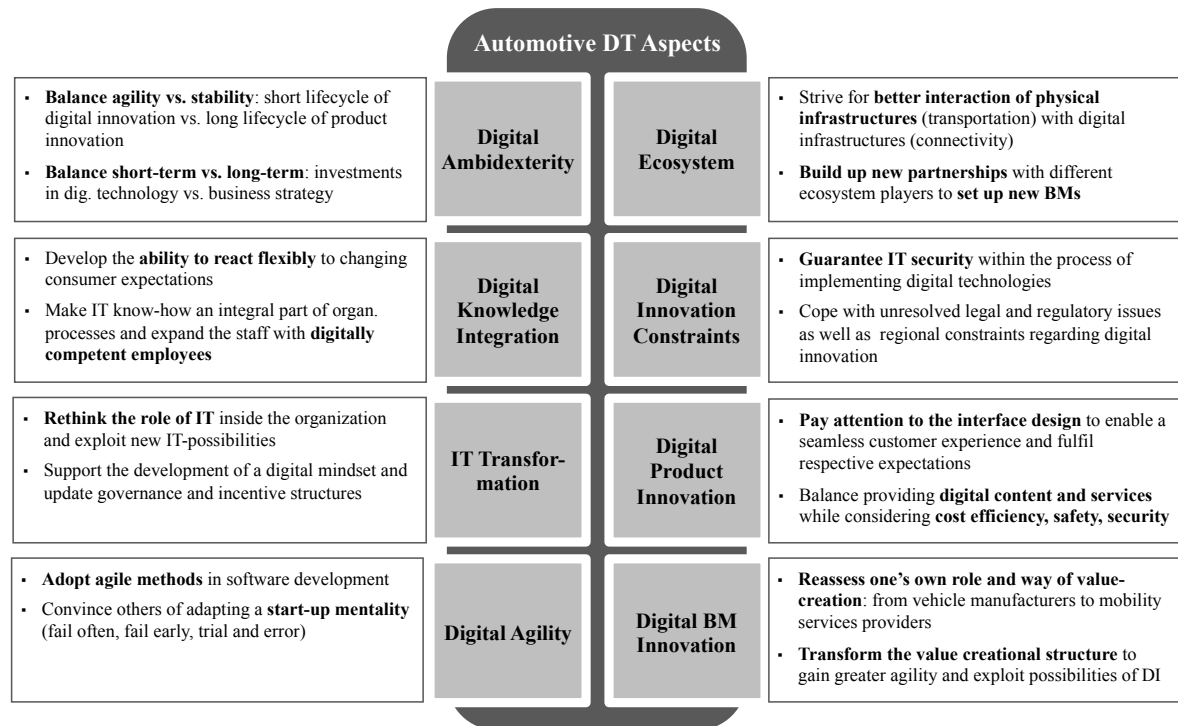 Automotive DT Aspects
▪ Balance agility vs. stability: short lifecycle of
digital innovation vs. long lifecycle of product
innovation
▪ Balance short-term vs. long-term: investments
in dig. technology vs. business strategy
Digital
Ambidexterity
Digital
Ecosystem
▪ Strive for better interaction of physical
infrastructures (transportation) with digital
infrastructures (connectivity)
▪ Build up new partnerships with different
ecosystem players to set up new BMs
▪ Develop the ability to react flexibly to changing
consumer expectations
▪ Make IT know-how an integral part of organ.
processes and expand the staff with digitally
competent employees
Digital
Knowledge
Integration
Digital
Innovation
Constraints
▪ Guarantee IT security within the process of
implementing digital technologies
▪ Cope with unresolved legal and regulatory issues
as well as regional constraints regarding digital
innovation
▪ Rethink the role of IT inside the organization
and exploit new IT-possibilities
▪ Support the development of a digital mindset and
update governance and incentive structures
IT Transfor-
mation
Digital
Product
Innovation
▪ Pay attention to the interface design to enable a
seamless customer experience and fulfil
respective expectations
▪ Balance providing digital content and services
while considering cost efficiency, safety, security
▪ Adopt agile methods in software development
▪ Convince others of adapting a start-up mentality
(fail often, fail early, trial and error)
Digital Agility
Digital BM
Innovation
▪ Reassess one's own role and way of value-
creation: from vehicle manufacturers to mobility
services providers
▪ Transform the value creational structure to
gain greater agility and exploit possibilities of DI